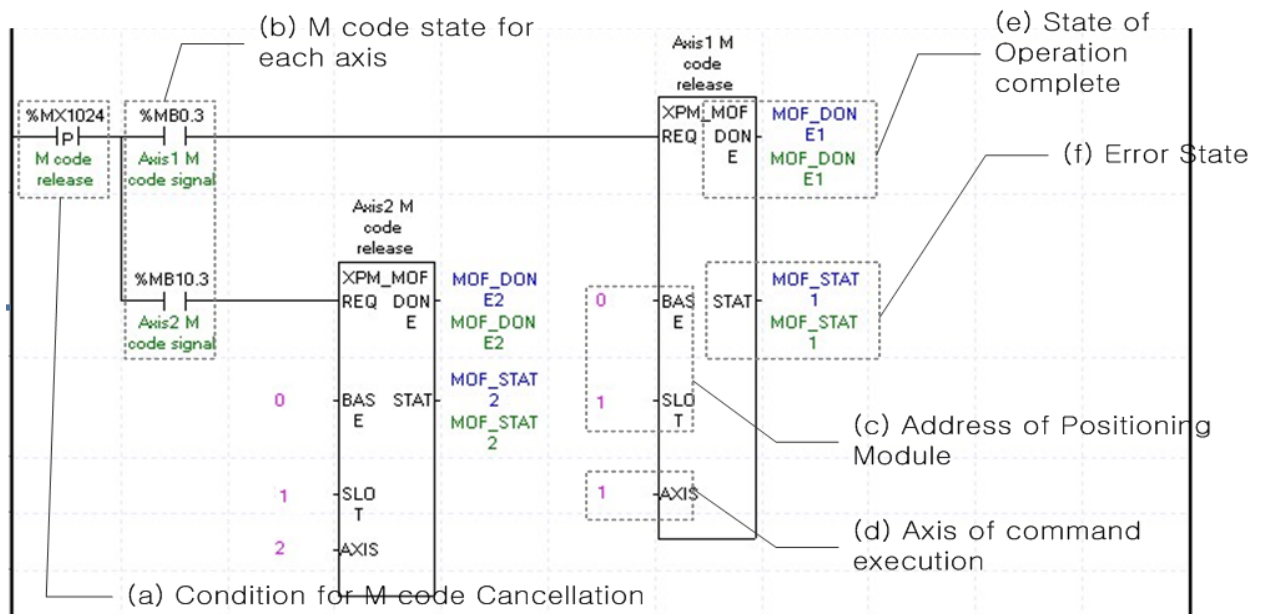 (b) M code state for
each axis
(e) State of
Operation
complete
(f) Error State
%MX1024
P
M code
release
%MB0.3
Axis1 M
code signal
Axis1 M
code
release
XPM_MOF
REQ DON
E
MOF_DON
E1
MOF_DON
E1
%MB10.3
Axis2 M
code signal
Axis2 M
code
release
XPM_MOF
REQ DON
E
MOF_DON
E2
MOF_DON
E2
0
BAS STAT
E
MOF_STAT
1
MOF_STAT
1
0
BAS STAT
E
MOF_STAT
2
MOF_STAT
2
1
SLO
T
1
SLO
T
2
AXIS
1
AXIS
(c) Address of Positioning
Module
(d) Axis of command
execution
(a) Condition for M code Cancellation